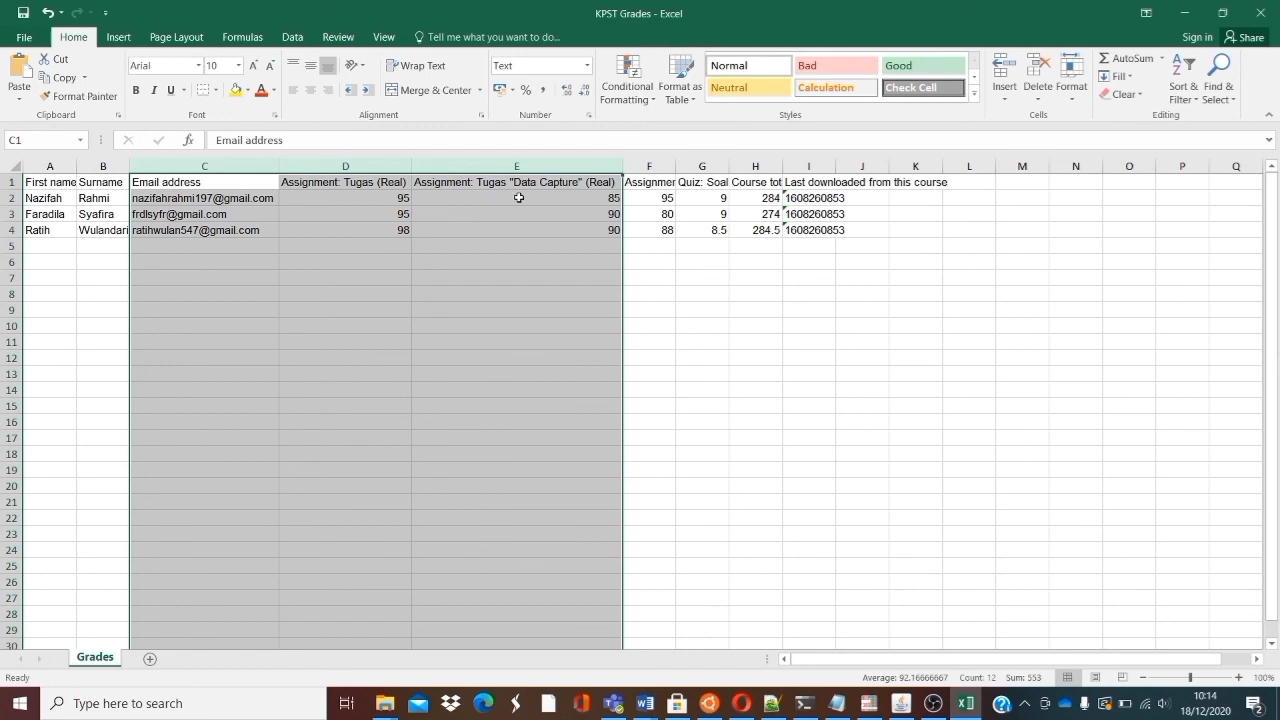 KPST Grades - Excel
File Home Insert Page Layout Formulas Data Review View Tell me what you want to do... Sign in Share
Paste Cut Copy Format Painter Clipboard
Arial 10 B I U A Font
Wrap Text Merge & Center Alignment
Text % , Number
Conditional Formatting Format as Table
Normal Bad Good
Neutral Calculation Check Cell
Styles
Insert Delete Format Cells
AutoSum Fill Clear Sort & Filter Find & Select Editing
C1 fx Email address
A B C D E F G H I J K L M N O P Q
1 First name Surname Email address Assignment: Tugas (Real) Assignment: Tugas "Data Capture" (Real) Assignmer Quiz: Soal Course tot Last downloaded from this course
2 Nazifah Rahmi nazifahrahmi197@gmail.com 95 85 95 9 284 1608260853
3 Faradila Syafira frdlsyfr@gmail.com 95 90 80 9 274 1608260853
4 Ratih Wulandari ratihwulan547@gmail.com 98 90 88 8.5 284.5 1608260853
5
6
7
8
9
10
11
12
13
14
15
16
17
18
19
20
21
22
23
24
25
26
27
28
29
30
Grades
Ready Average: 92.16666667 Count: 12 Sum: 553 100%
Type here to search
10:14
18/12/2020
2